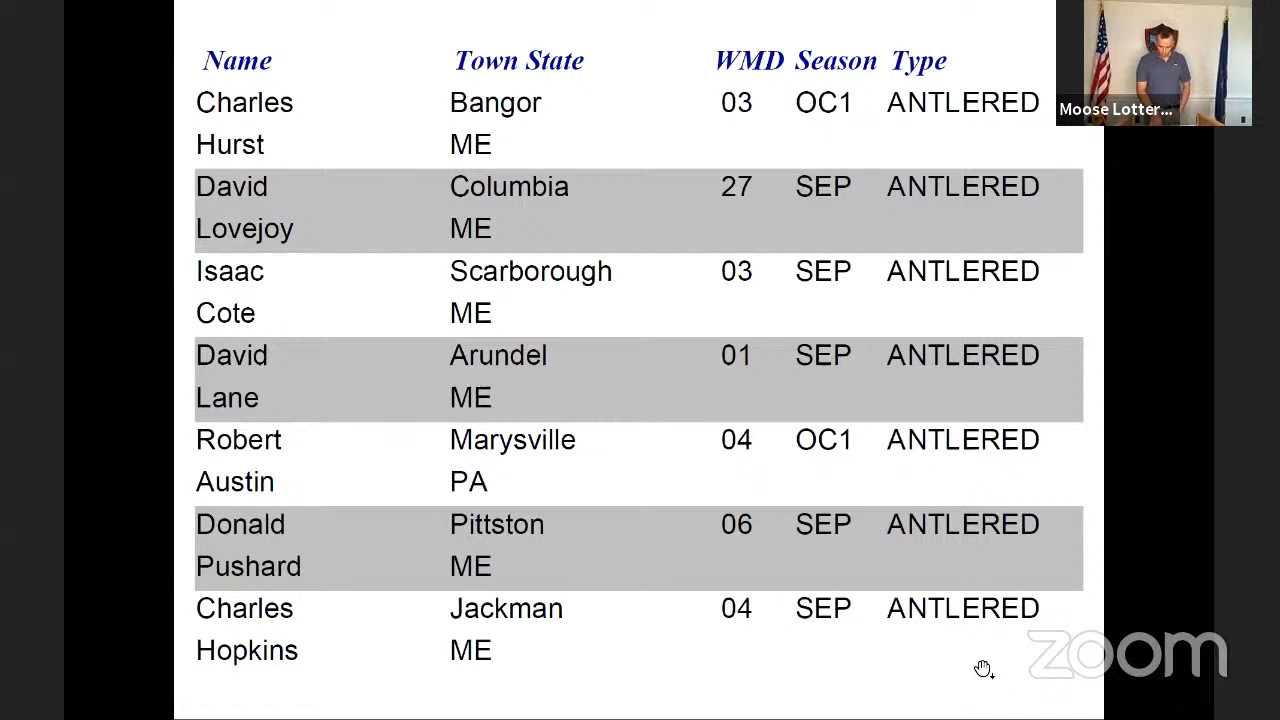 Name Town State WMD Season Type
Charles Bangor 03 OC1 ANTLERED
Hurst ME
David Columbia 27 SEP ANTLERED
Lovejoy ME
Isaac Scarborough 03 SEP ANTLERED
Cote ME
David Arundel 01 SEP ANTLERED
Lane ME
Robert Marysville 04 OC1 ANTLERED
Austin PA
Donald Pittston 06 SEP ANTLERED
Pushard ME
Charles Jackman 04 SEP ANTLERED
Hopkins ME
Moose Lotter...
zoom